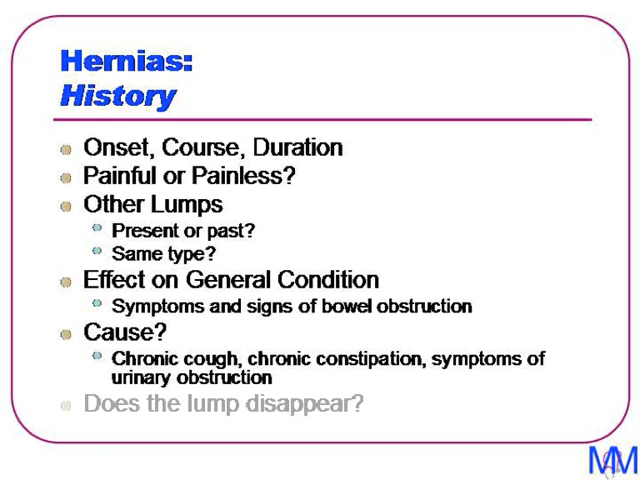 Hernias:
History
Onset, Course, Duration
Painful or Painless?
Other Lumps
Present or past?
Same type?
Effect on General Condition
Symptoms and signs of bowel obstruction
Cause?
Chronic cough, chronic constipation, symptoms of
urinary obstruction
Does the lump disappear?
MM